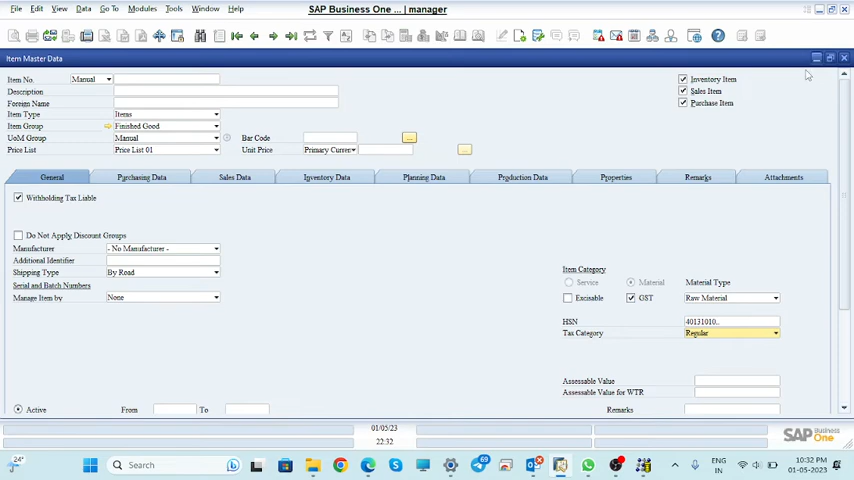 SAP Business One ... | manager
File Edit View Data Go To Modules Tools Window Help
Item Master Data
Item No. Manual
Inventory Item
Description
Sales Item
Foreign Name
Purchase Item
Item Type Items
Item Group Finished Good
UoM Group Manual Bar Code ...
Price List Price List 01 Unit Price Primary Curren ...
General Purchasing Data Sales Data Inventory Data Planning Data Production Data Properties Remarks Attachments
Withholding Tax Liable
Do Not Apply Discount Groups
Manufacturer - No Manufacturer -
Additional Identifier
Shipping Type By Road
Serial and Batch Numbers
Manage Item by None
Item Category
Service Material Material Type
Excisable GST Raw Material
HSN 40131010..
Tax Category Regular
Assessable Value
Assessable Value for WTR
Active From To Remarks
01/05/23
22:32
SAP Business One
24°
Search
69
ENG
IN
10:32 PM
01-05-2023